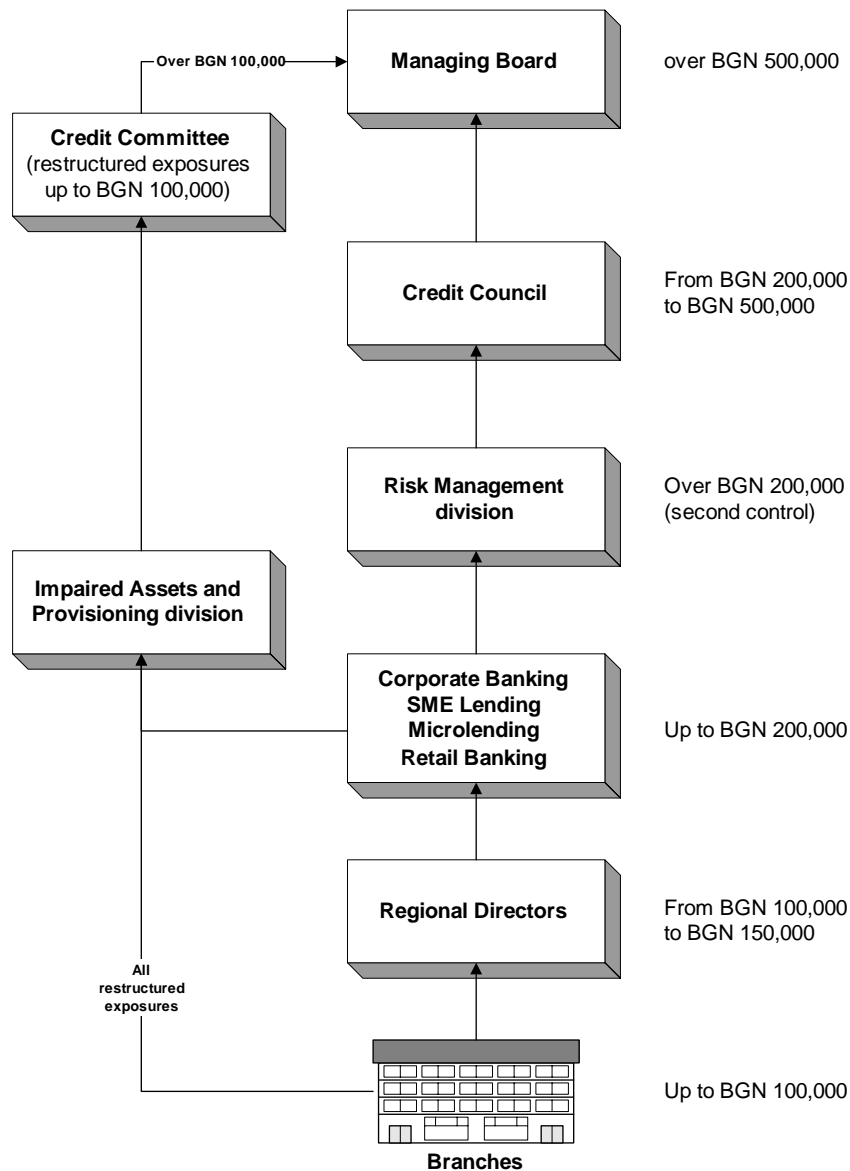 Over BGN 100,000
Managing Board
over BGN 500,000
Credit Committee
(restructured exposures
up to BGN 100,000)
Credit Council
From BGN 200,000
to BGN 500,000
Risk Management
division
Over BGN 200,000
(second control)
Impaired Assets and
Provisioning division
Corporate Banking
SME Lending
Microlending
Retail Banking
Up to BGN 200,000
Regional Directors
From BGN 100,000
to BGN 150,000
All
restructured
exposures
Up to BGN 100,000
Branches